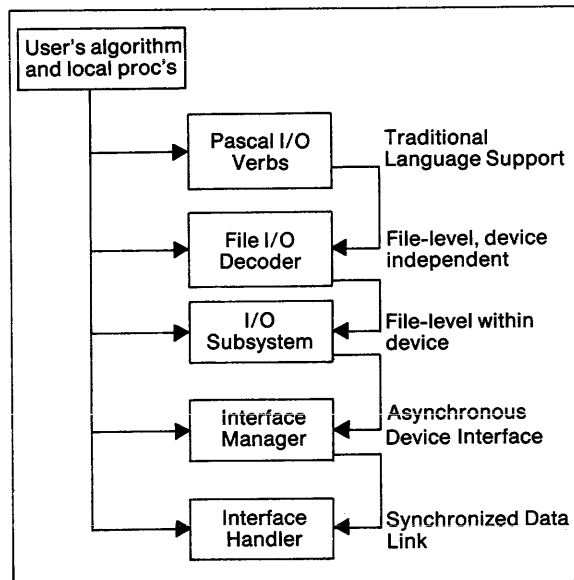 User's algorithm
and local proc's
Pascal I/O
Verbs
Traditional
Language Support
File I/O
Decoder
File-level, device
independent
I/O
Subsystem
File-level within
device
Interface
Manager
Asynchronous
Device Interface
Interface
Handler
Synchronized Data
Link